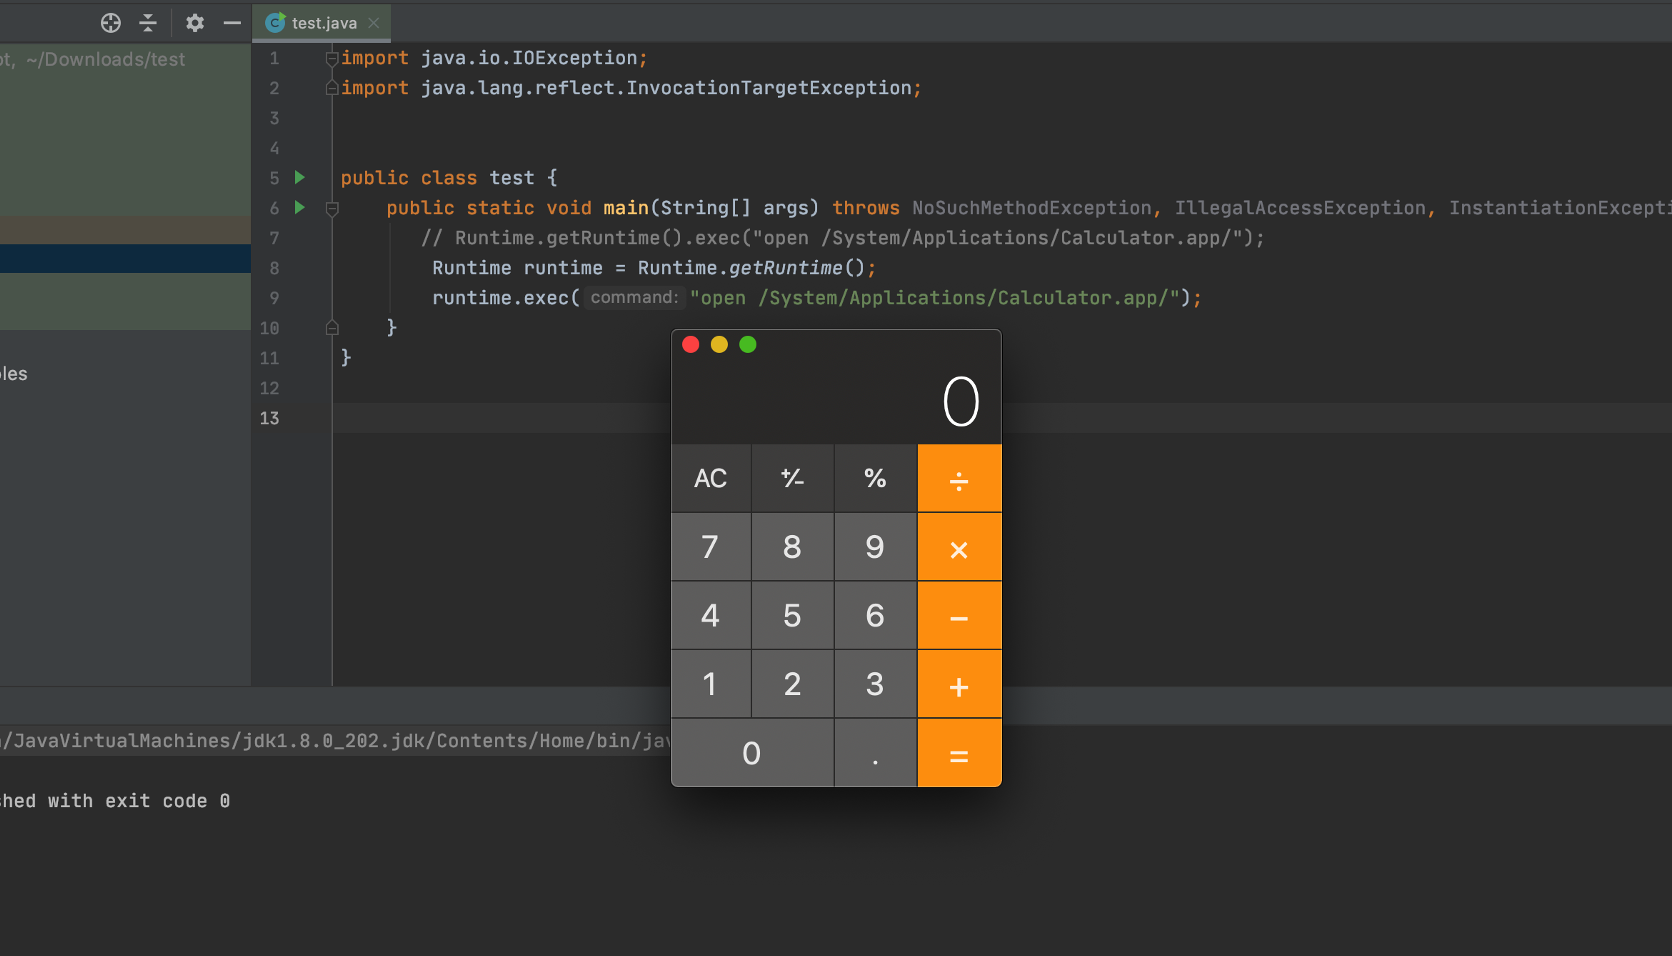 test.java
ot, ~/Downloads/test
1 import java.io.IOException;
2 import java.lang.reflect.InvocationTargetException;
3
4
5 public class test {
6 public static void main(String[] args) throws NoSuchMethodException, IllegalAccessException, InstantiationExcepti
7 // Runtime.getRuntime().exec("open /System/Applications/Calculator.app/");
8 Runtime runtime = Runtime.getRuntime();
9 runtime.exec( command: "open /System/Applications/Calculator.app/");
10 }
11 }
12
13
les
0
AC ⁺∕₋ % ÷
7 8 9 ×
4 5 6 −
1 2 3 +
0 . =
/JavaVirtualMachines/jdk1.8.0_202.jdk/Contents/Home/bin/jav
shed with exit code 0